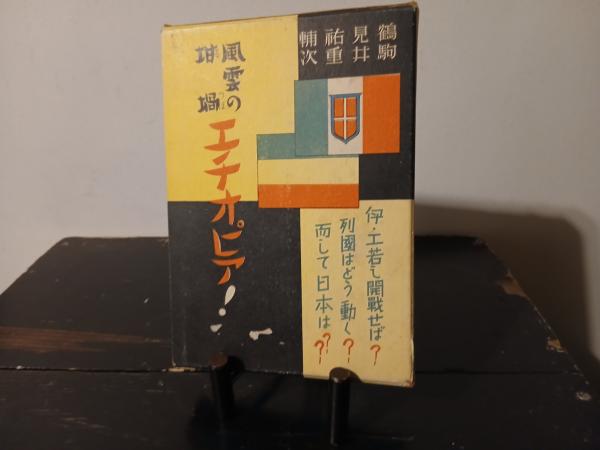 鶴見祐輔
駒井重次
風雲の
坩堝
エチオピア!
伊・エ若し開戦せば?
列國はどう動く?
而して日本は??